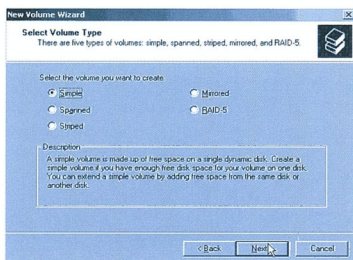 New Volume Wizard
Select Volume Type
There are five types of volumes: simple, spanned, striped, mirrored, and RAID-5.
Select the volume you want to create:
Simple
Mirrored
Spanned
RAID-5
Striped
Description
A simple volume is made up of free space on a single dynamic disk. Create a
simple volume if you have enough free disk space for your volume on one disk.
You can extend a simple volume by adding free space from the same disk or
another disk.
< Back
Next >
Cancel